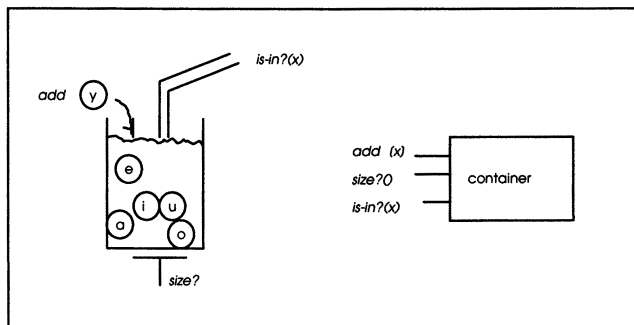 is-in?(x)
add y
e
i u
a
o
size?
add (x)
size?()
is-in?(x)
container